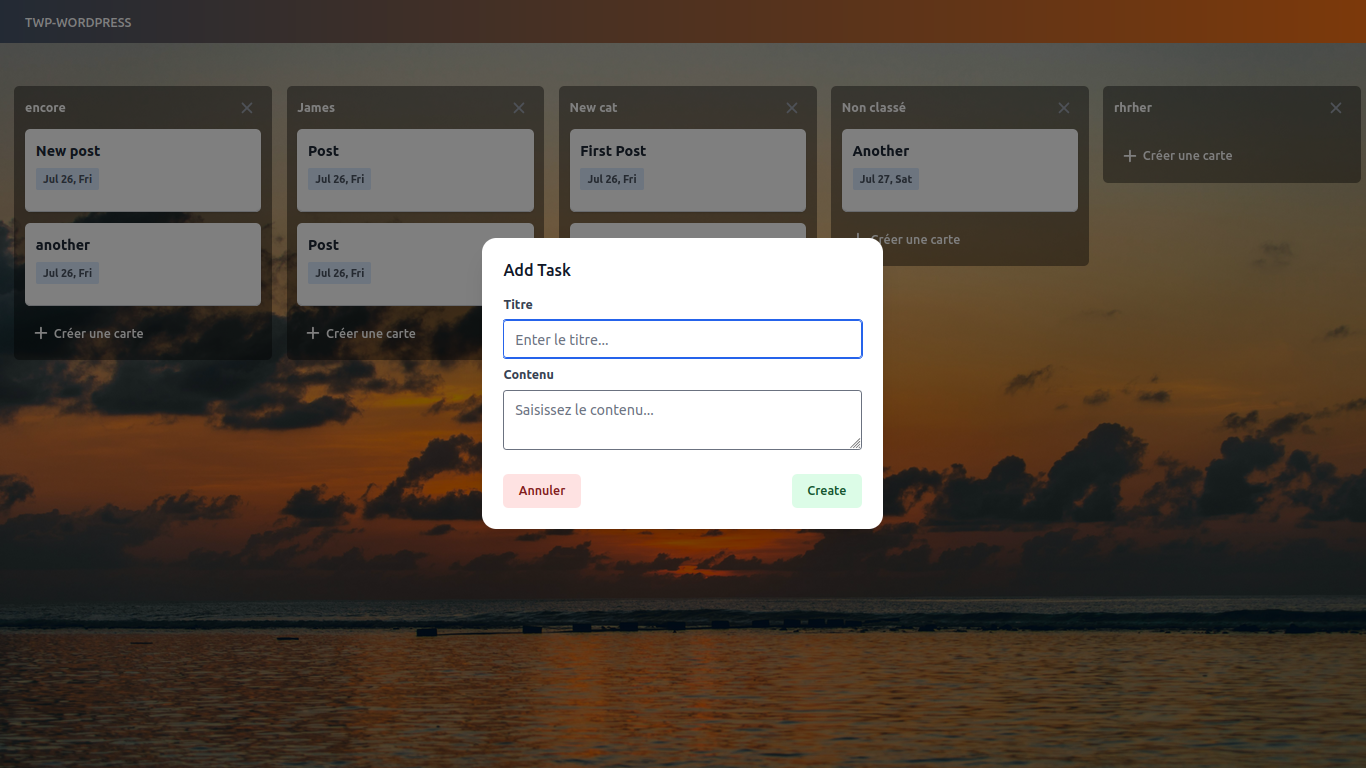 TWP-WORDPRESS
encore
New post
Jul 26, Fri
another
Jul 26, Fri
Créer une carte
James
Post
Jul 26, Fri
Post
Jul 26, Fri
Créer une carte
New cat
First Post
Jul 26, Fri
Non classé
Another
Jul 27, Sat
Créer une carte
rhrher
Créer une carte
Add Task
Titre
Enter le titre...
Contenu
Saisissez le contenu...
Annuler
Create